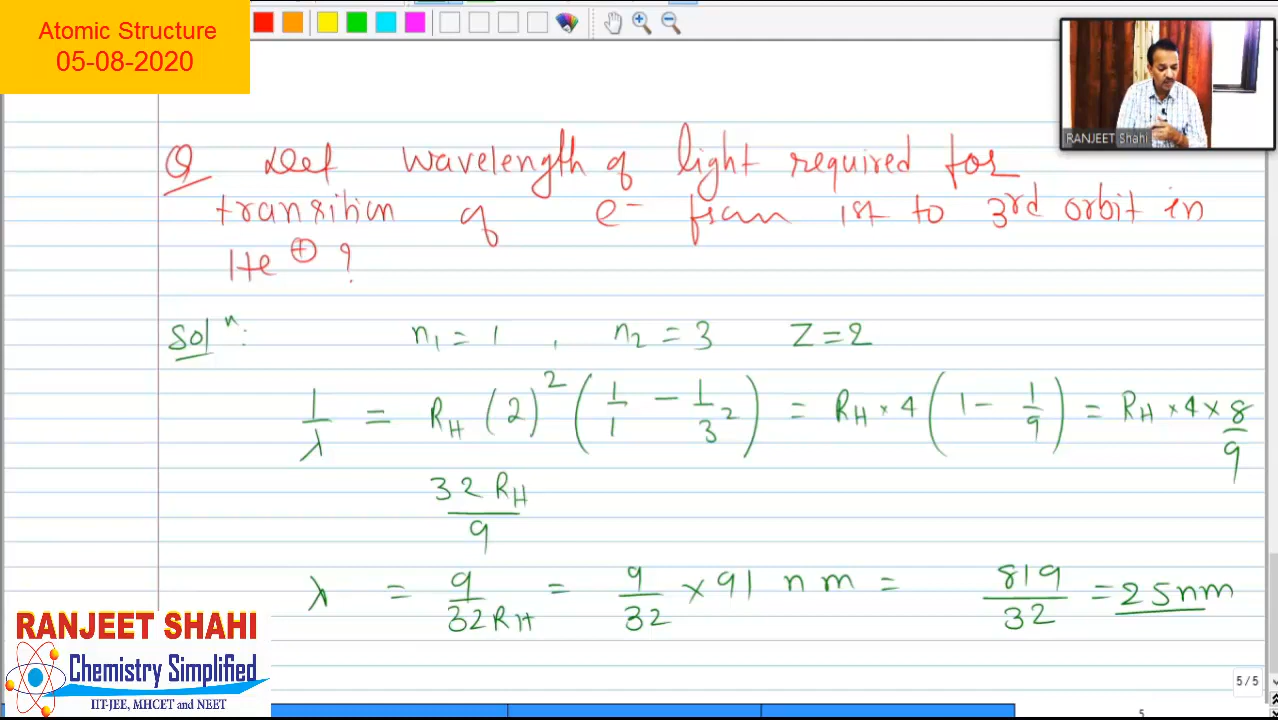 Atomic Structure
05-08-2020
RANJEET Shahi
Q Det wavelength of light required for
transition of e⁻ from 1st to 3rd orbit in
He⊕ ?
Solⁿ: n₁ = 1 , n₂ = 3 Z = 2
1/λ = R_H (2)² (1/1 − 1/3²) = R_H × 4 (1 − 1/9) = R_H × 4 × 8/9
32 R_H/9
λ = 9/32R_H = 9/32 × 91 nm = 819/32 = 25nm
RANJEET SHAHI
Chemistry Simplified
IIT-JEE, MHCET and NEET
5/5
5